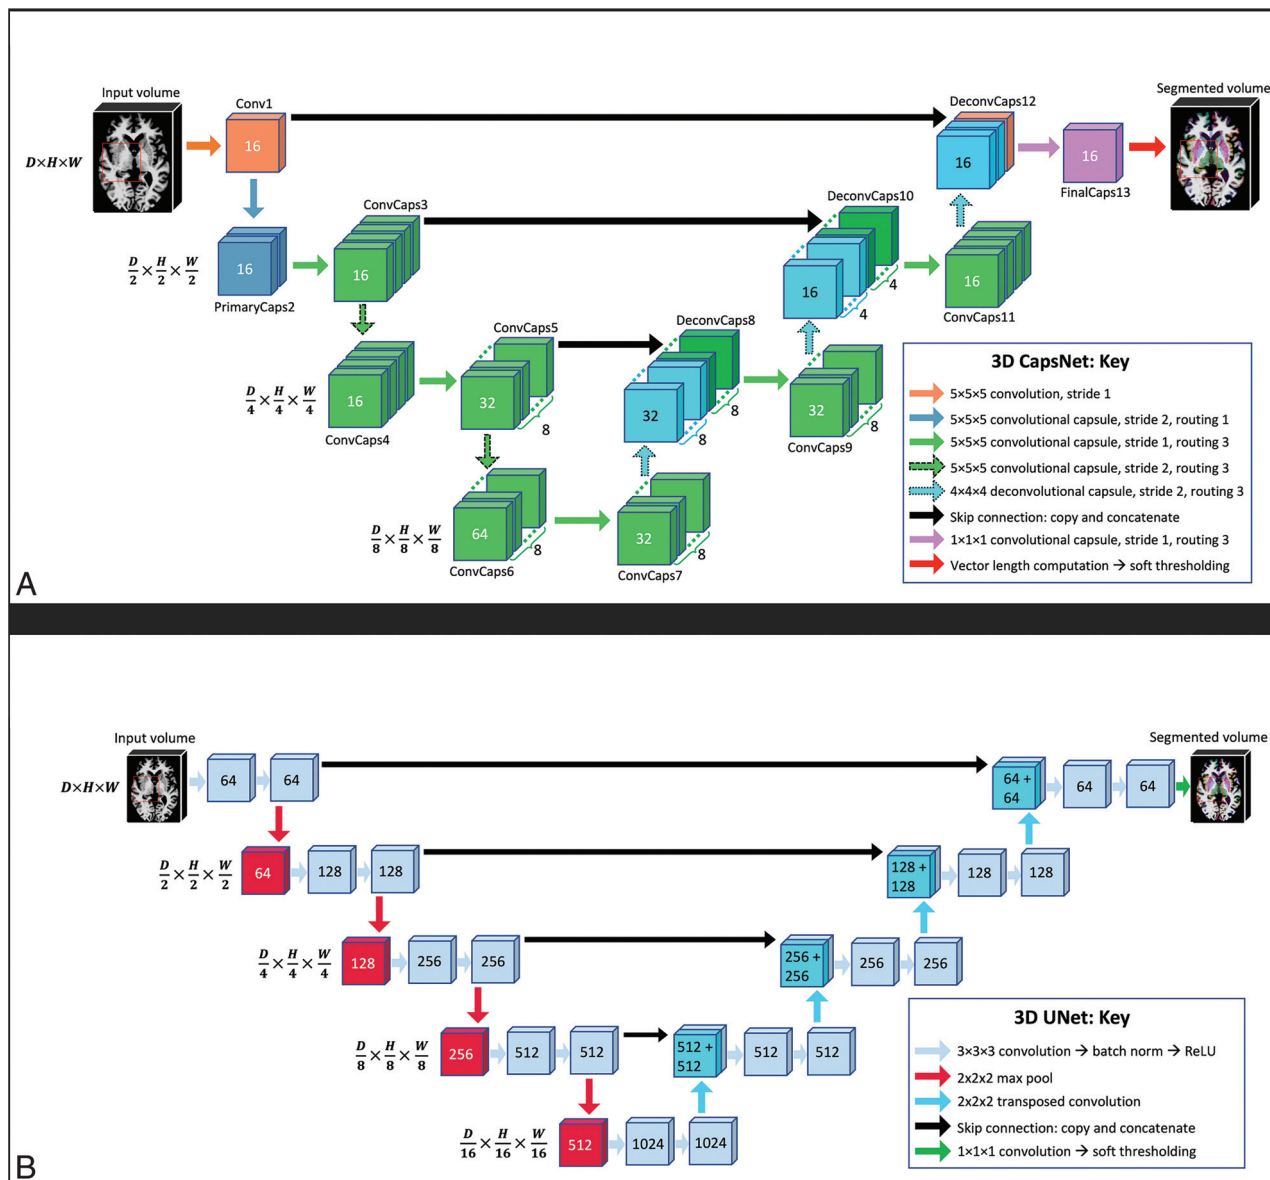 Input volume
Conv1
DeconvCaps12
Segmented volume
D×H×W
16
16
16
FinalCaps13
ConvCaps3
DeconvCaps10
D/2 × H/2 × W/2
16
16
16
16
4
4
PrimaryCaps2
ConvCaps11
ConvCaps5
DeconvCaps8
D/4 × H/4 × W/4
16
32
32
32
8
8
8
8
ConvCaps4
ConvCaps9
D/8 × H/8 × W/8
64
32
8
8
ConvCaps6
ConvCaps7
3D CapsNet: Key
5×5×5 convolution, stride 1
5×5×5 convolutional capsule, stride 2, routing 1
5×5×5 convolutional capsule, stride 1, routing 3
5×5×5 convolutional capsule, stride 2, routing 3
4×4×4 deconvolutional capsule, stride 2, routing 3
Skip connection: copy and concatenate
1×1×1 convolutional capsule, stride 1, routing 3
Vector length computation → soft thresholding
A
Input volume
Segmented volume
D×H×W
64
64
64 +
64
64
64
D/2 × H/2 × W/2
64
128
128
128 +
128
128
128
D/4 × H/4 × W/4
128
256
256
256 +
256
256
256
D/8 × H/8 × W/8
256
512
512
512 +
512
512
512
D/16 × H/16 × W/16
512
1024
1024
3D UNet: Key
3×3×3 convolution → batch norm → ReLU
2x2x2 max pool
2x2x2 transposed convolution
Skip connection: copy and concatenate
1×1×1 convolution → soft thresholding
B